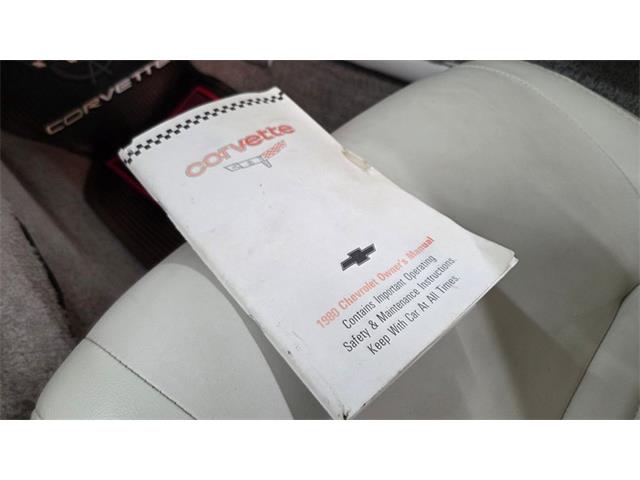 CORVETTE
corvette
1980 Chevrolet Owner's Manual
Contains Important Operating
Safety & Maintenance Instructions.
Keep With Car At All Times.